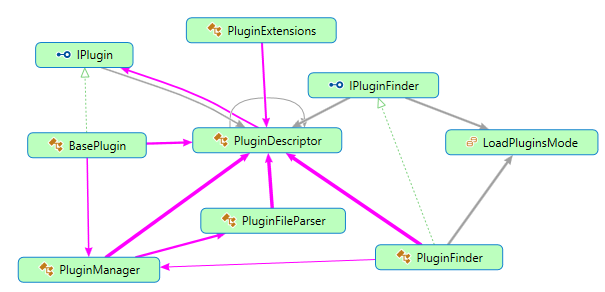 PluginExtensions
IPlugin
IPluginFinder
PluginDescriptor
LoadPluginsMode
BasePlugin
PluginFileParser
PluginManager
PluginFinder